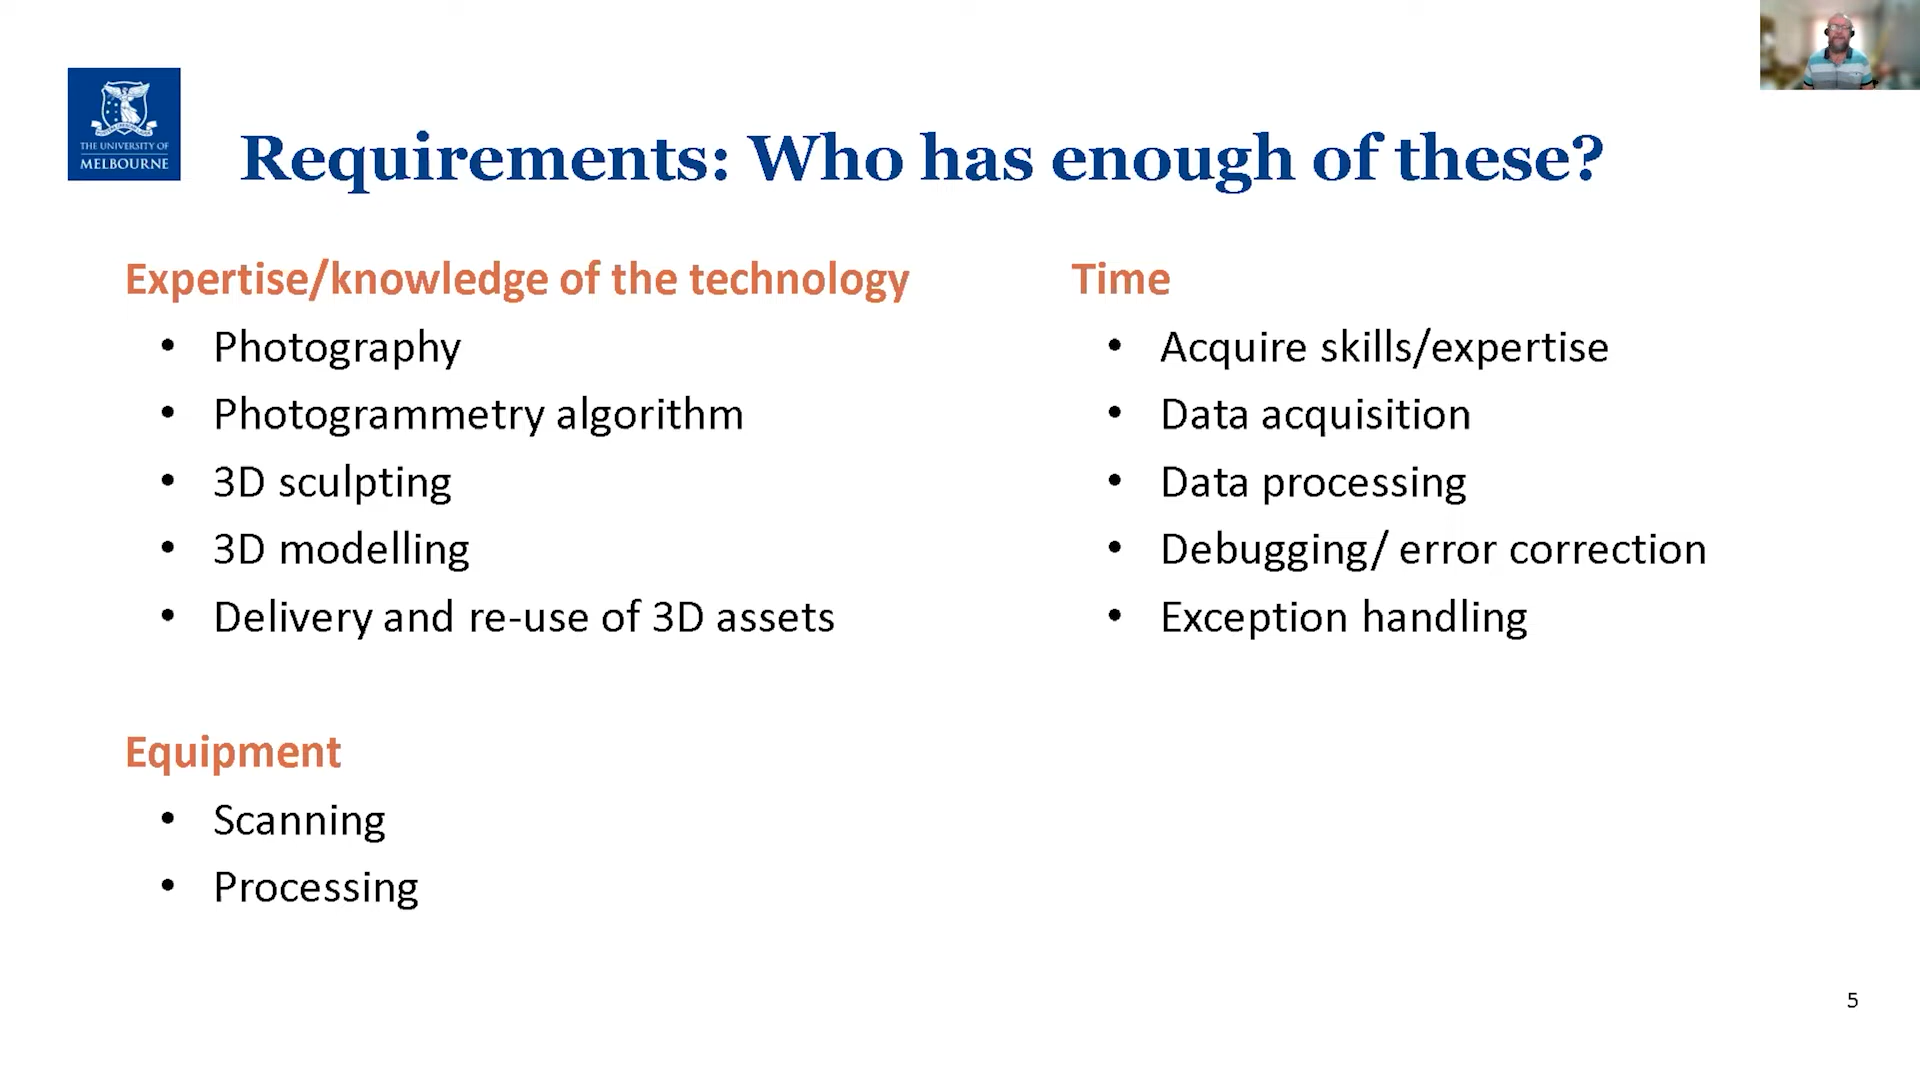 THE UNIVERSITY OF
MELBOURNE
Requirements: Who has enough of these?
Expertise/knowledge of the technology
• Photography
• Photogrammetry algorithm
• 3D sculpting
• 3D modelling
• Delivery and re-use of 3D assets
Equipment
• Scanning
• Processing
Time
• Acquire skills/expertise
• Data acquisition
• Data processing
• Debugging/ error correction
• Exception handling
5